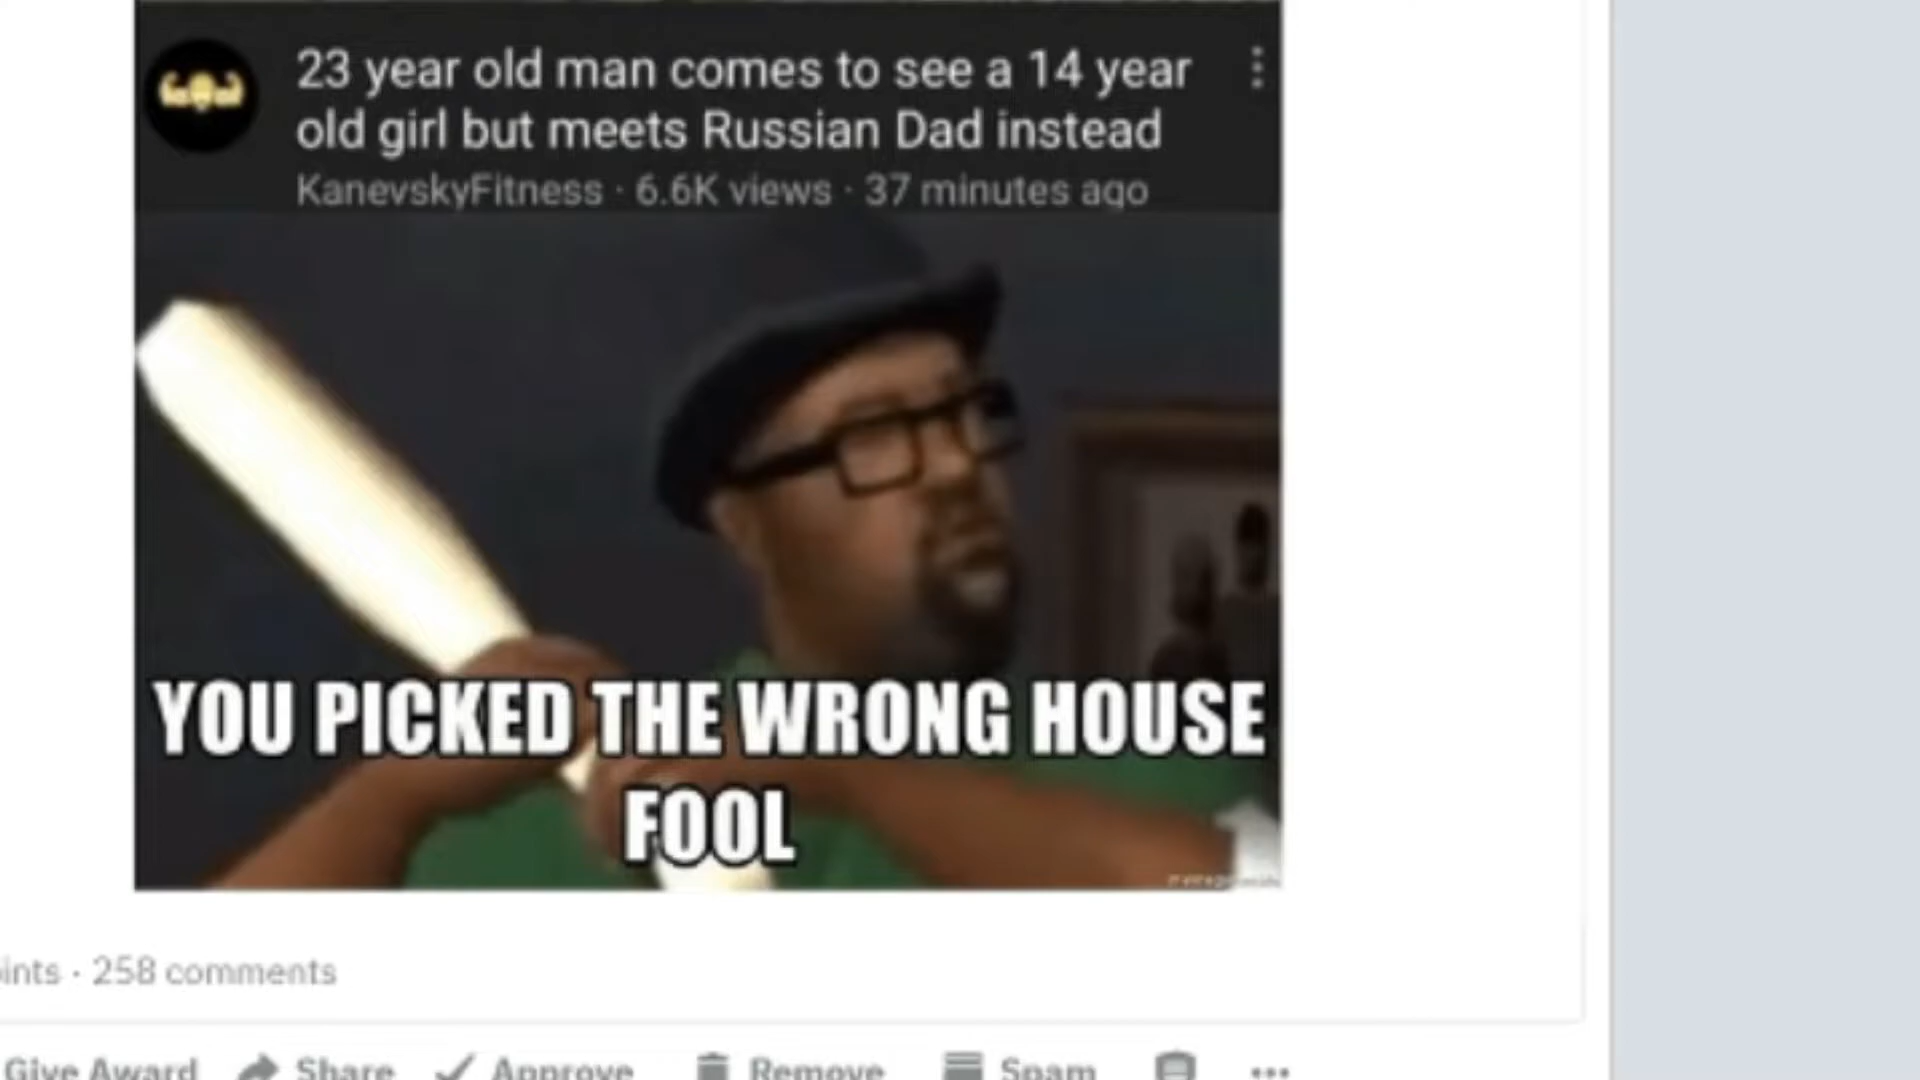 23 year old man comes to see a 14 year
old girl but meets Russian Dad instead
KanevskyFitness · 6.6K views · 37 minutes ago
YOU PICKED THE WRONG HOUSE
FOOL
· 258 comments
Give Award Share Approve Remove Spam